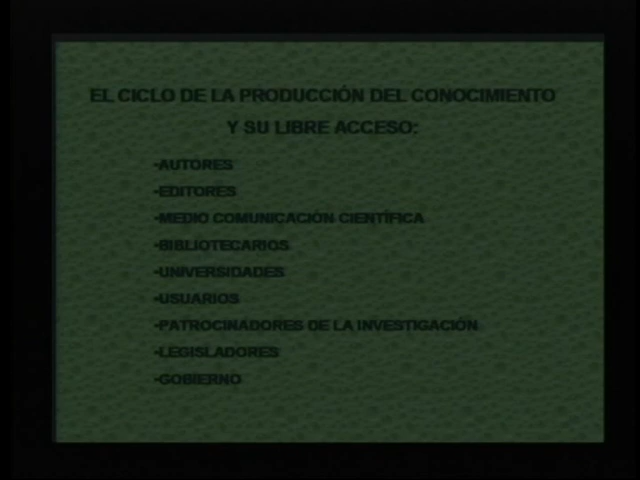 EL CICLO DE LA PRODUCCIÓN DEL CONOCIMIENTO
Y SU LIBRE ACCESO:
-AUTORES
-EDITORES
-MEDIO COMUNICACIÓN CIENTÍFICA
-BIBLIOTECARIOS
-UNIVERSIDADES
-USUARIOS
-PATROCINADORES DE LA INVESTIGACIÓN
-LEGISLADORES
-GOBIERNO